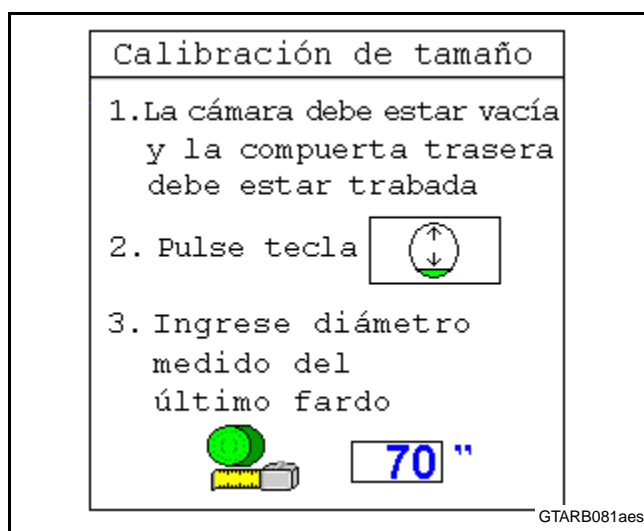 Calibración de tamaño
1.La cámara debe estar vacía
y la compuerta trasera
debe estar trabada
2. Pulse tecla
3. Ingrese diámetro
medido del
último fardo
70 "
GTARB081aes